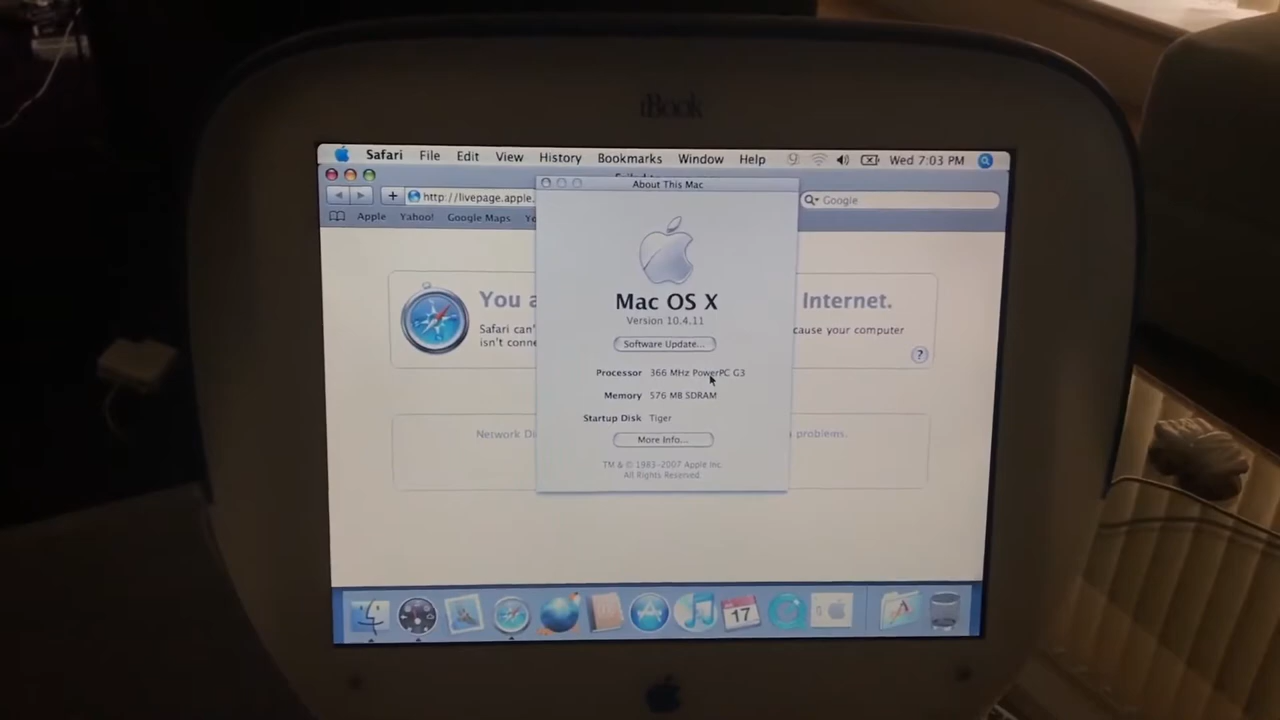 iBook
Safari File Edit View History Bookmarks Window Help Wed 7:03 PM
About This Mac
http://livepage.apple. Google
Apple Yahoo! Google Maps
Mac OS X
You Internet.
Version 10.4.11
Safari can' cause your computer
isn't conne
Software Update...
Processor 366 MHz PowerPC G3
Memory 576 MB SDRAM
Startup Disk Tiger
Network Di problems.
More Info...
TM & © 1983-2007 Apple Inc.
All Rights Reserved.
17